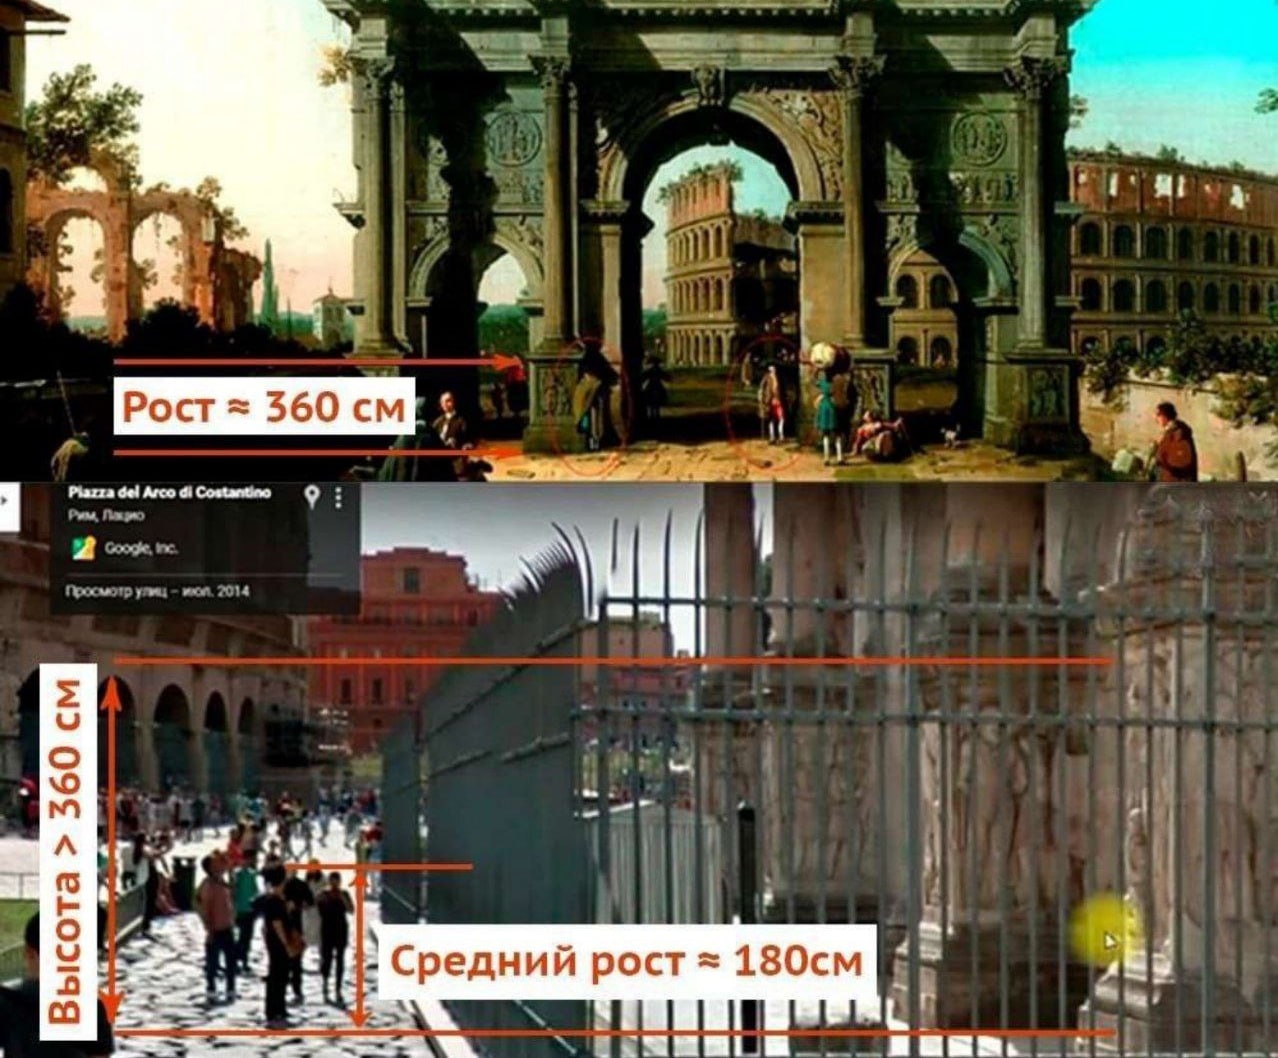 Рост ≈ 360 см
Piazza del Arco di Costantino
Рим, Лацио
Google, Inc.
Просмотр улиц – июл. 2014
Высота > 360 см
Средний рост ≈ 180см